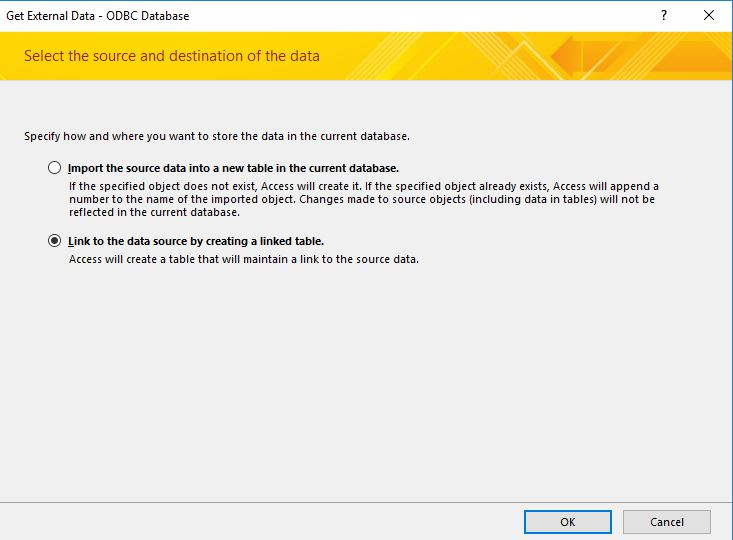 Get External Data - ODBC Database
?
Select the source and destination of the data
Specify how and where you want to store the data in the current database.
Import the source data into a new table in the current database.
If the specified object does not exist, Access will create it. If the specified object already exists, Access will append a
number to the name of the imported object. Changes made to source objects (including data in tables) will not be
reflected in the current database.
Link to the data source by creating a linked table.
Access will create a table that will maintain a link to the source data.
OK
Cancel